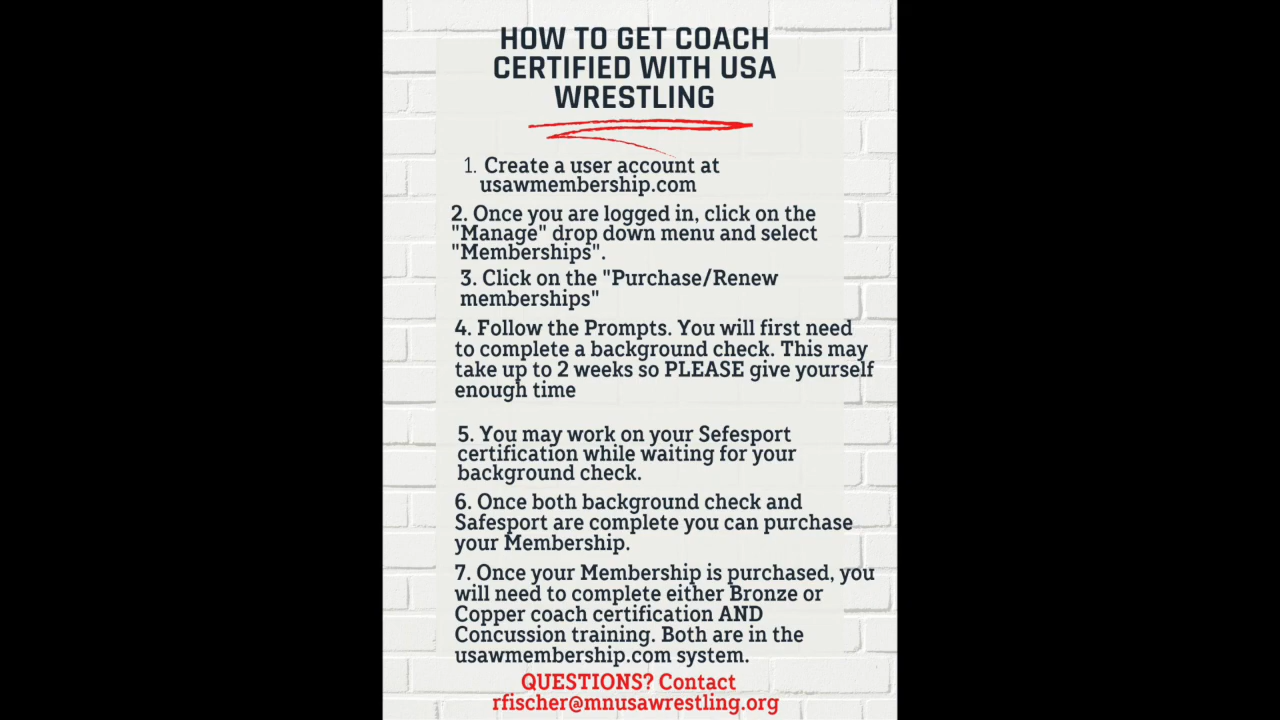 HOW TO GET COACH
CERTIFIED WITH USA
WRESTLING
1. Create a user account at
usawmembership.com
2. Once you are logged in, click on the
"Manage" drop down menu and select
"Memberships".
3. Click on the "Purchase/Renew
memberships"
4. Follow the Prompts. You will first need
to complete a background check. This may
take up to 2 weeks so PLEASE give yourself
enough time
5. You may work on your Sefesport
certification while waiting for your
background check.
6. Once both background check and
Safesport are complete you can purchase
your Membership.
7. Once your Membership is purchased, you
will need to complete either Bronze or
Copper coach certification AND
Concussion training. Both are in the
usawmembership.com system.
QUESTIONS? Contact
rfischer@mnusawrestling.org